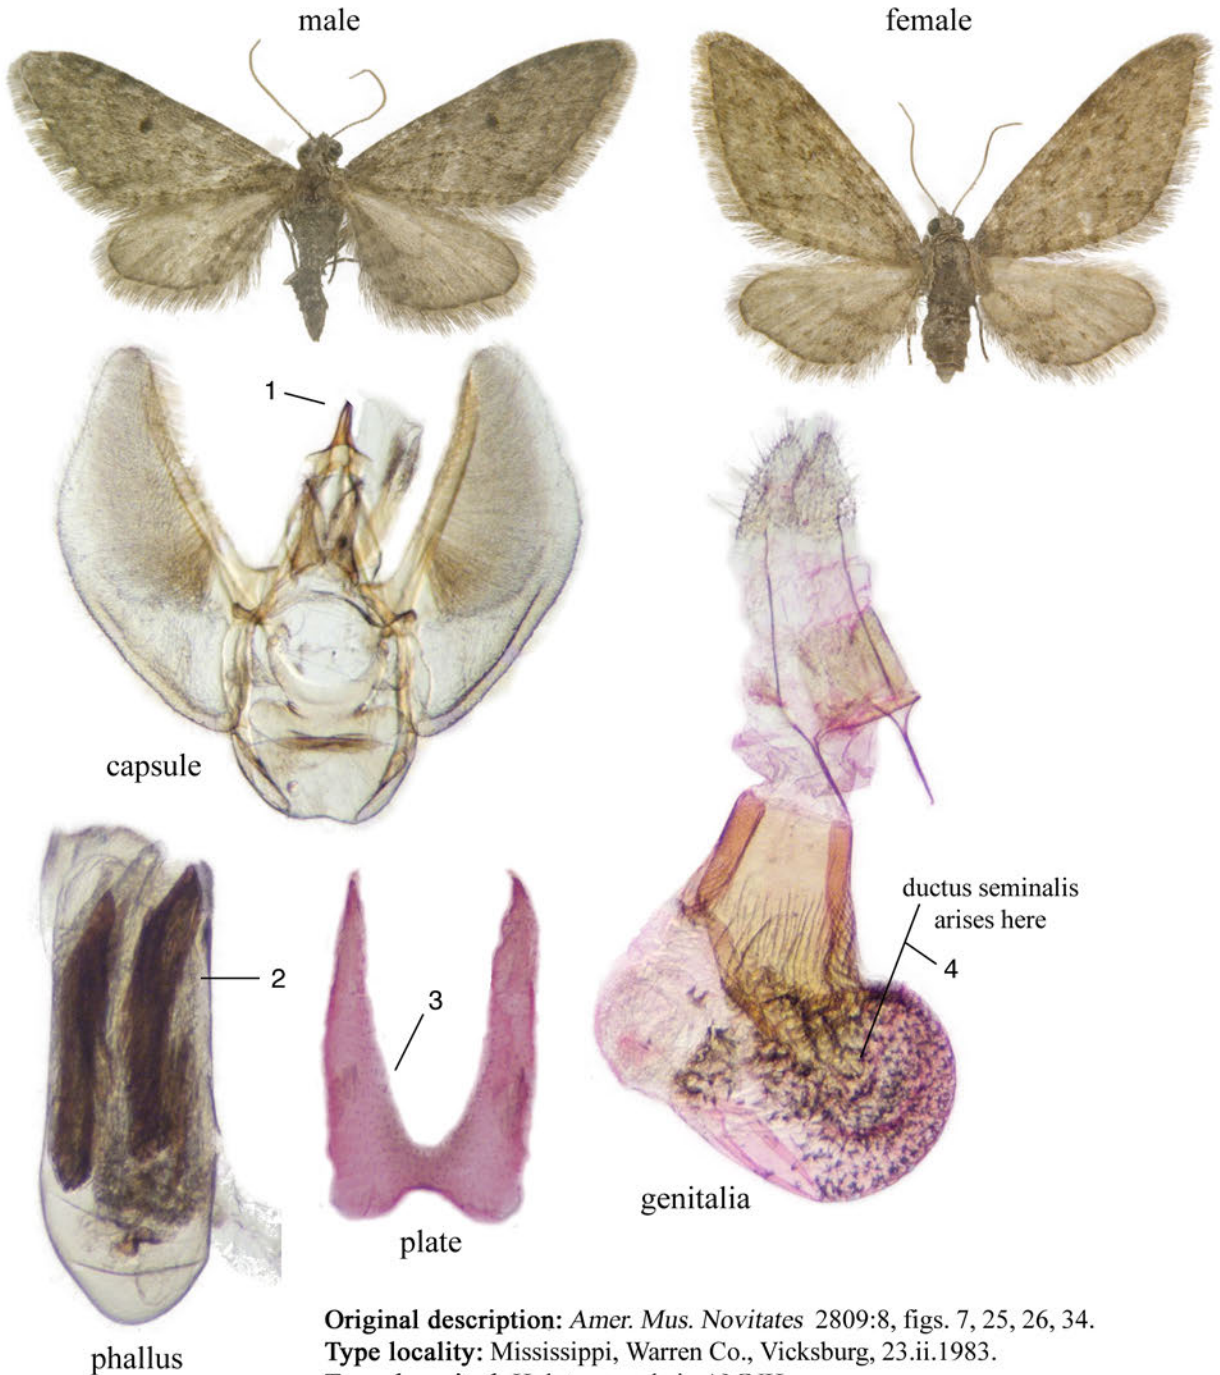 male
female
1
capsule
ductus seminalis
arises here
4
2
3
genitalia
plate
phallus
Original description: Amer. Mus. Novitates 2809:8, figs. 7, 25, 26, 34.
Type locality: Mississippi, Warren Co., Vicksburg, 23.ii.1983.